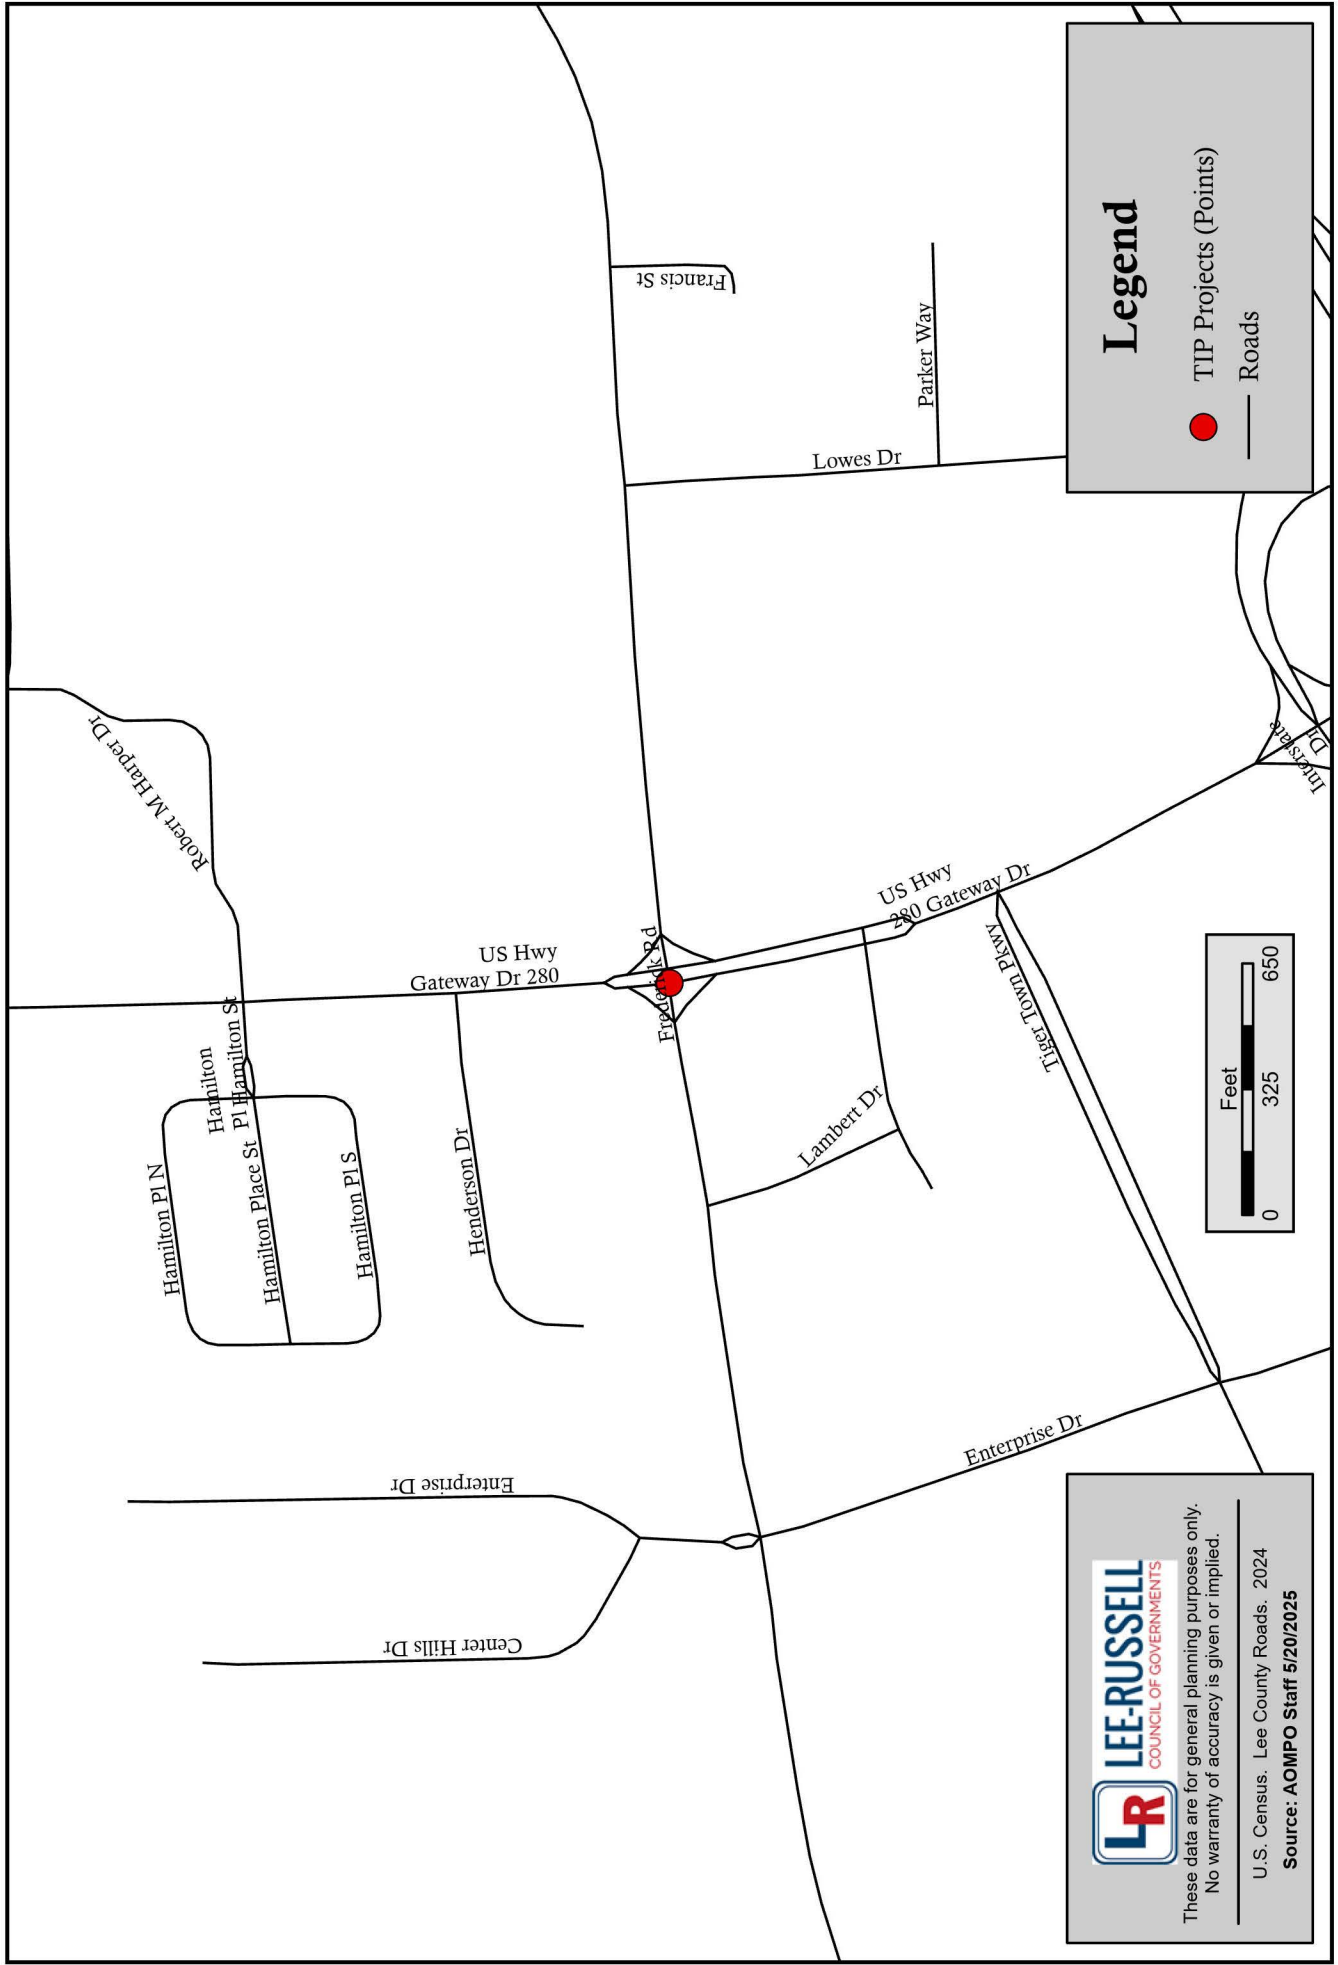 Robert M Harper Dr
Francis St
Parker Way
Lowes Dr
US Hwy
Gateway Dr 280
Frederick Rd
US Hwy
280 Gateway Dr
Interstate
Dr
Hamilton
Pl
Hamilton St
Hamilton Pl N
Hamilton Place St
Hamilton Pl S
Henderson Dr
Lambert Dr
Tiger Town Pkwy
Enterprise Dr
Enterprise Dr
Center Hills Dr
Legend
TIP Projects (Points)
Roads
Feet
0 325 650
LR
LEE-RUSSELL
COUNCIL OF GOVERNMENTS
These data are for general planning purposes only.
No warranty of accuracy is given or implied.
U.S. Census. Lee County Roads. 2024
Source: AOMPO Staff 5/20/2025